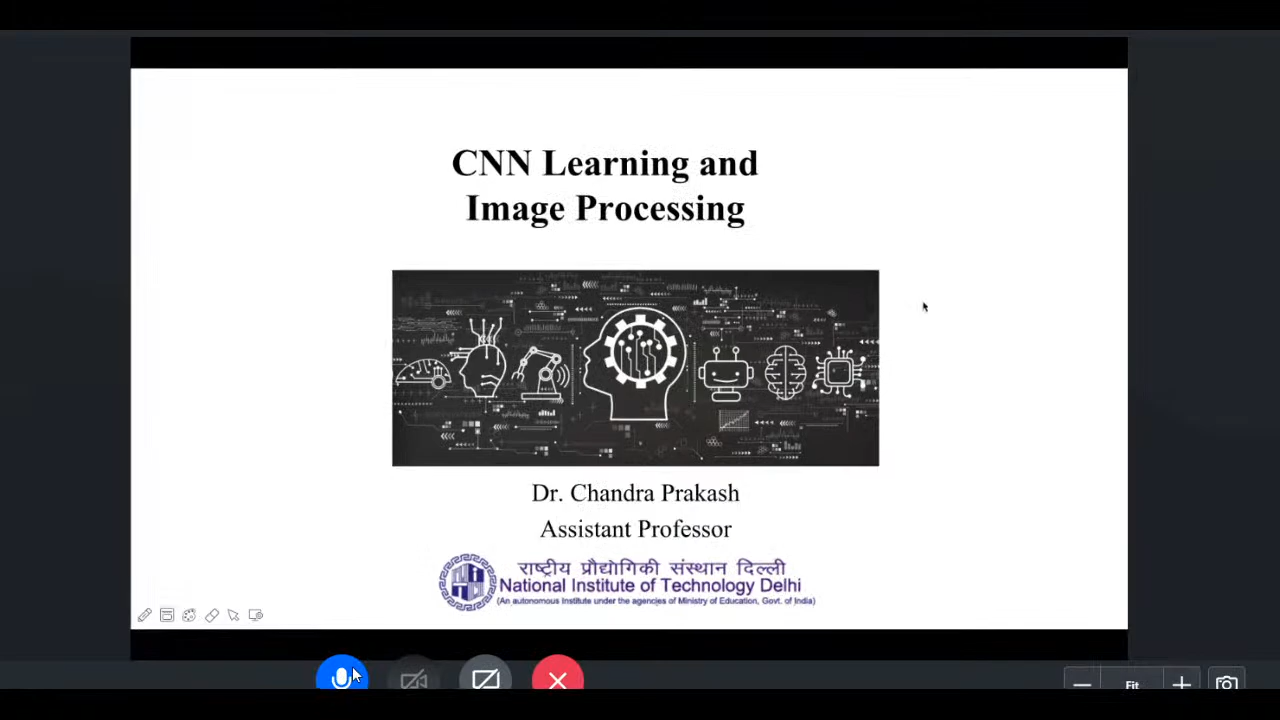 CNN Learning and
Image Processing
Dr. Chandra Prakash
Assistant Professor
राष्ट्रीय प्रौद्योगिकी संस्थान दिल्ली
National Institute of Technology Delhi
(An autonomous Institute under the agencies of Ministry of Education, Govt. of India)
Fit